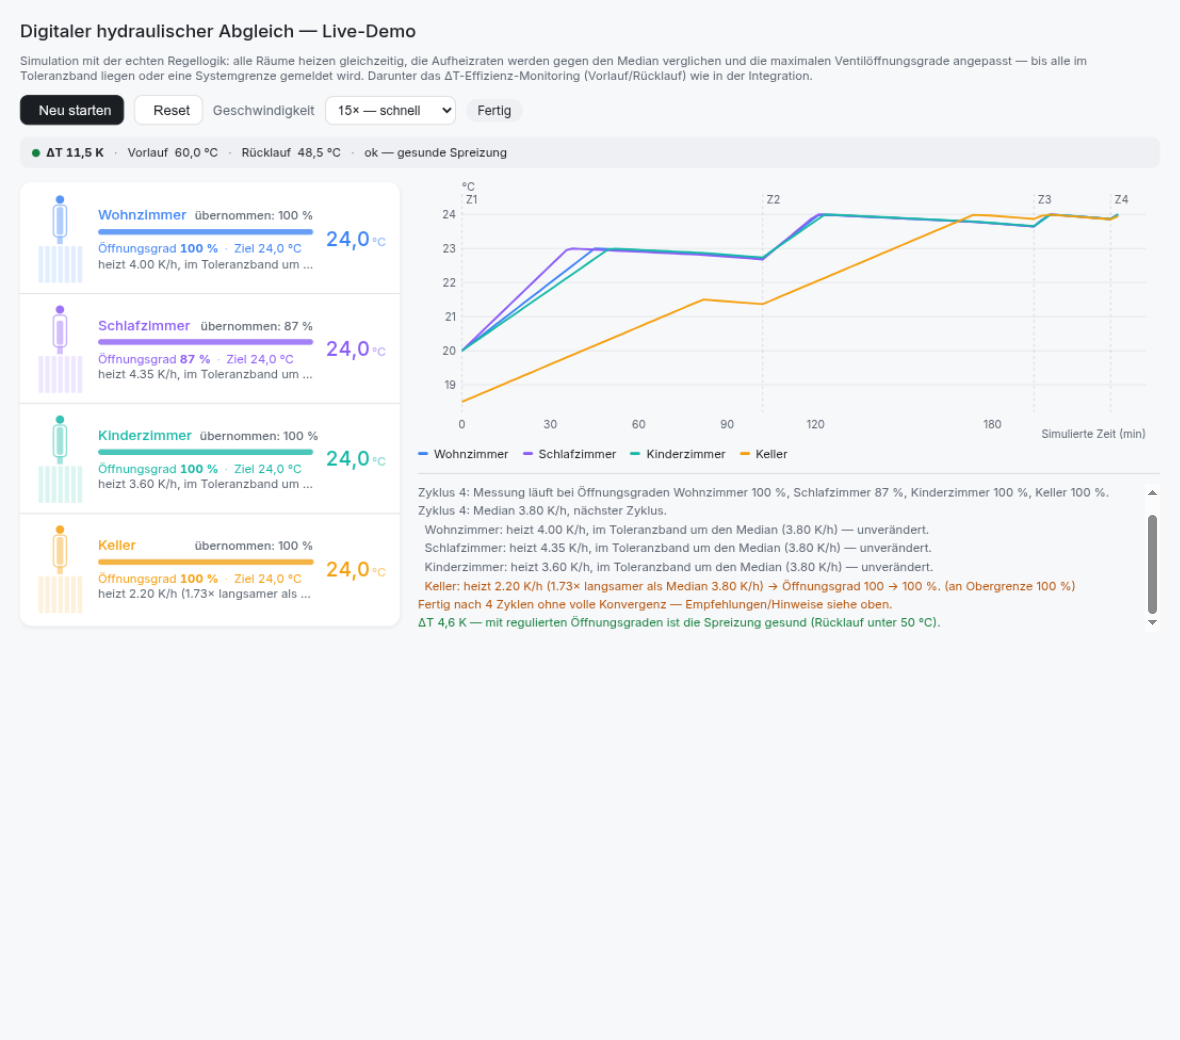 Digitaler hydraulischer Abgleich — Live-Demo
Simulation mit der echten Regellogik: alle Räume heizen gleichzeitig, die Aufheizraten werden gegen den Median verglichen und die maximalen Ventilöffnungsgrade angepasst — bis alle im
Toleranzband liegen oder eine Systemgrenze gemeldet wird. Darunter das ΔT-Effizienz-Monitoring (Vorlauf/Rücklauf) wie in der Integration.
Neu starten Reset Geschwindigkeit 15× — schnell Fertig
ΔT 11,5 K · Vorlauf 60,0 °C · Rücklauf 48,5 °C · ok — gesunde Spreizung
Wohnzimmer übernommen: 100 %
Öffnungsgrad 100 % · Ziel 24,0 °C
heizt 4.00 K/h, im Toleranzband um ...
24,0 °C
Schlafzimmer übernommen: 87 %
Öffnungsgrad 87 % · Ziel 24,0 °C
heizt 4.35 K/h, im Toleranzband um ...
24,0 °C
Kinderzimmer übernommen: 100 %
Öffnungsgrad 100 % · Ziel 24,0 °C
heizt 3.60 K/h, im Toleranzband um ...
24,0 °C
Keller übernommen: 100 %
Öffnungsgrad 100 % · Ziel 24,0 °C
heizt 2.20 K/h (1.73× langsamer als ...
24,0 °C
°C
Z1 Z2 Z3 Z4
24
23
22
21
20
19
0 30 60 90 120 180
Simulierte Zeit (min)
Wohnzimmer Schlafzimmer Kinderzimmer Keller
Zyklus 4: Messung läuft bei Öffnungsgraden Wohnzimmer 100 %, Schlafzimmer 87 %, Kinderzimmer 100 %, Keller 100 %.
Zyklus 4: Median 3.80 K/h, nächster Zyklus.
Wohnzimmer: heizt 4.00 K/h, im Toleranzband um den Median (3.80 K/h) — unverändert.
Schlafzimmer: heizt 4.35 K/h, im Toleranzband um den Median (3.80 K/h) — unverändert.
Kinderzimmer: heizt 3.60 K/h, im Toleranzband um den Median (3.80 K/h) — unverändert.
Keller: heizt 2.20 K/h (1.73× langsamer als Median 3.80 K/h) → Öffnungsgrad 100 → 100 %. (an Obergrenze 100 %)
Fertig nach 4 Zyklen ohne volle Konvergenz — Empfehlungen/Hinweise siehe oben.
ΔT 4,6 K — mit regulierten Öffnungsgraden ist die Spreizung gesund (Rücklauf unter 50 °C).